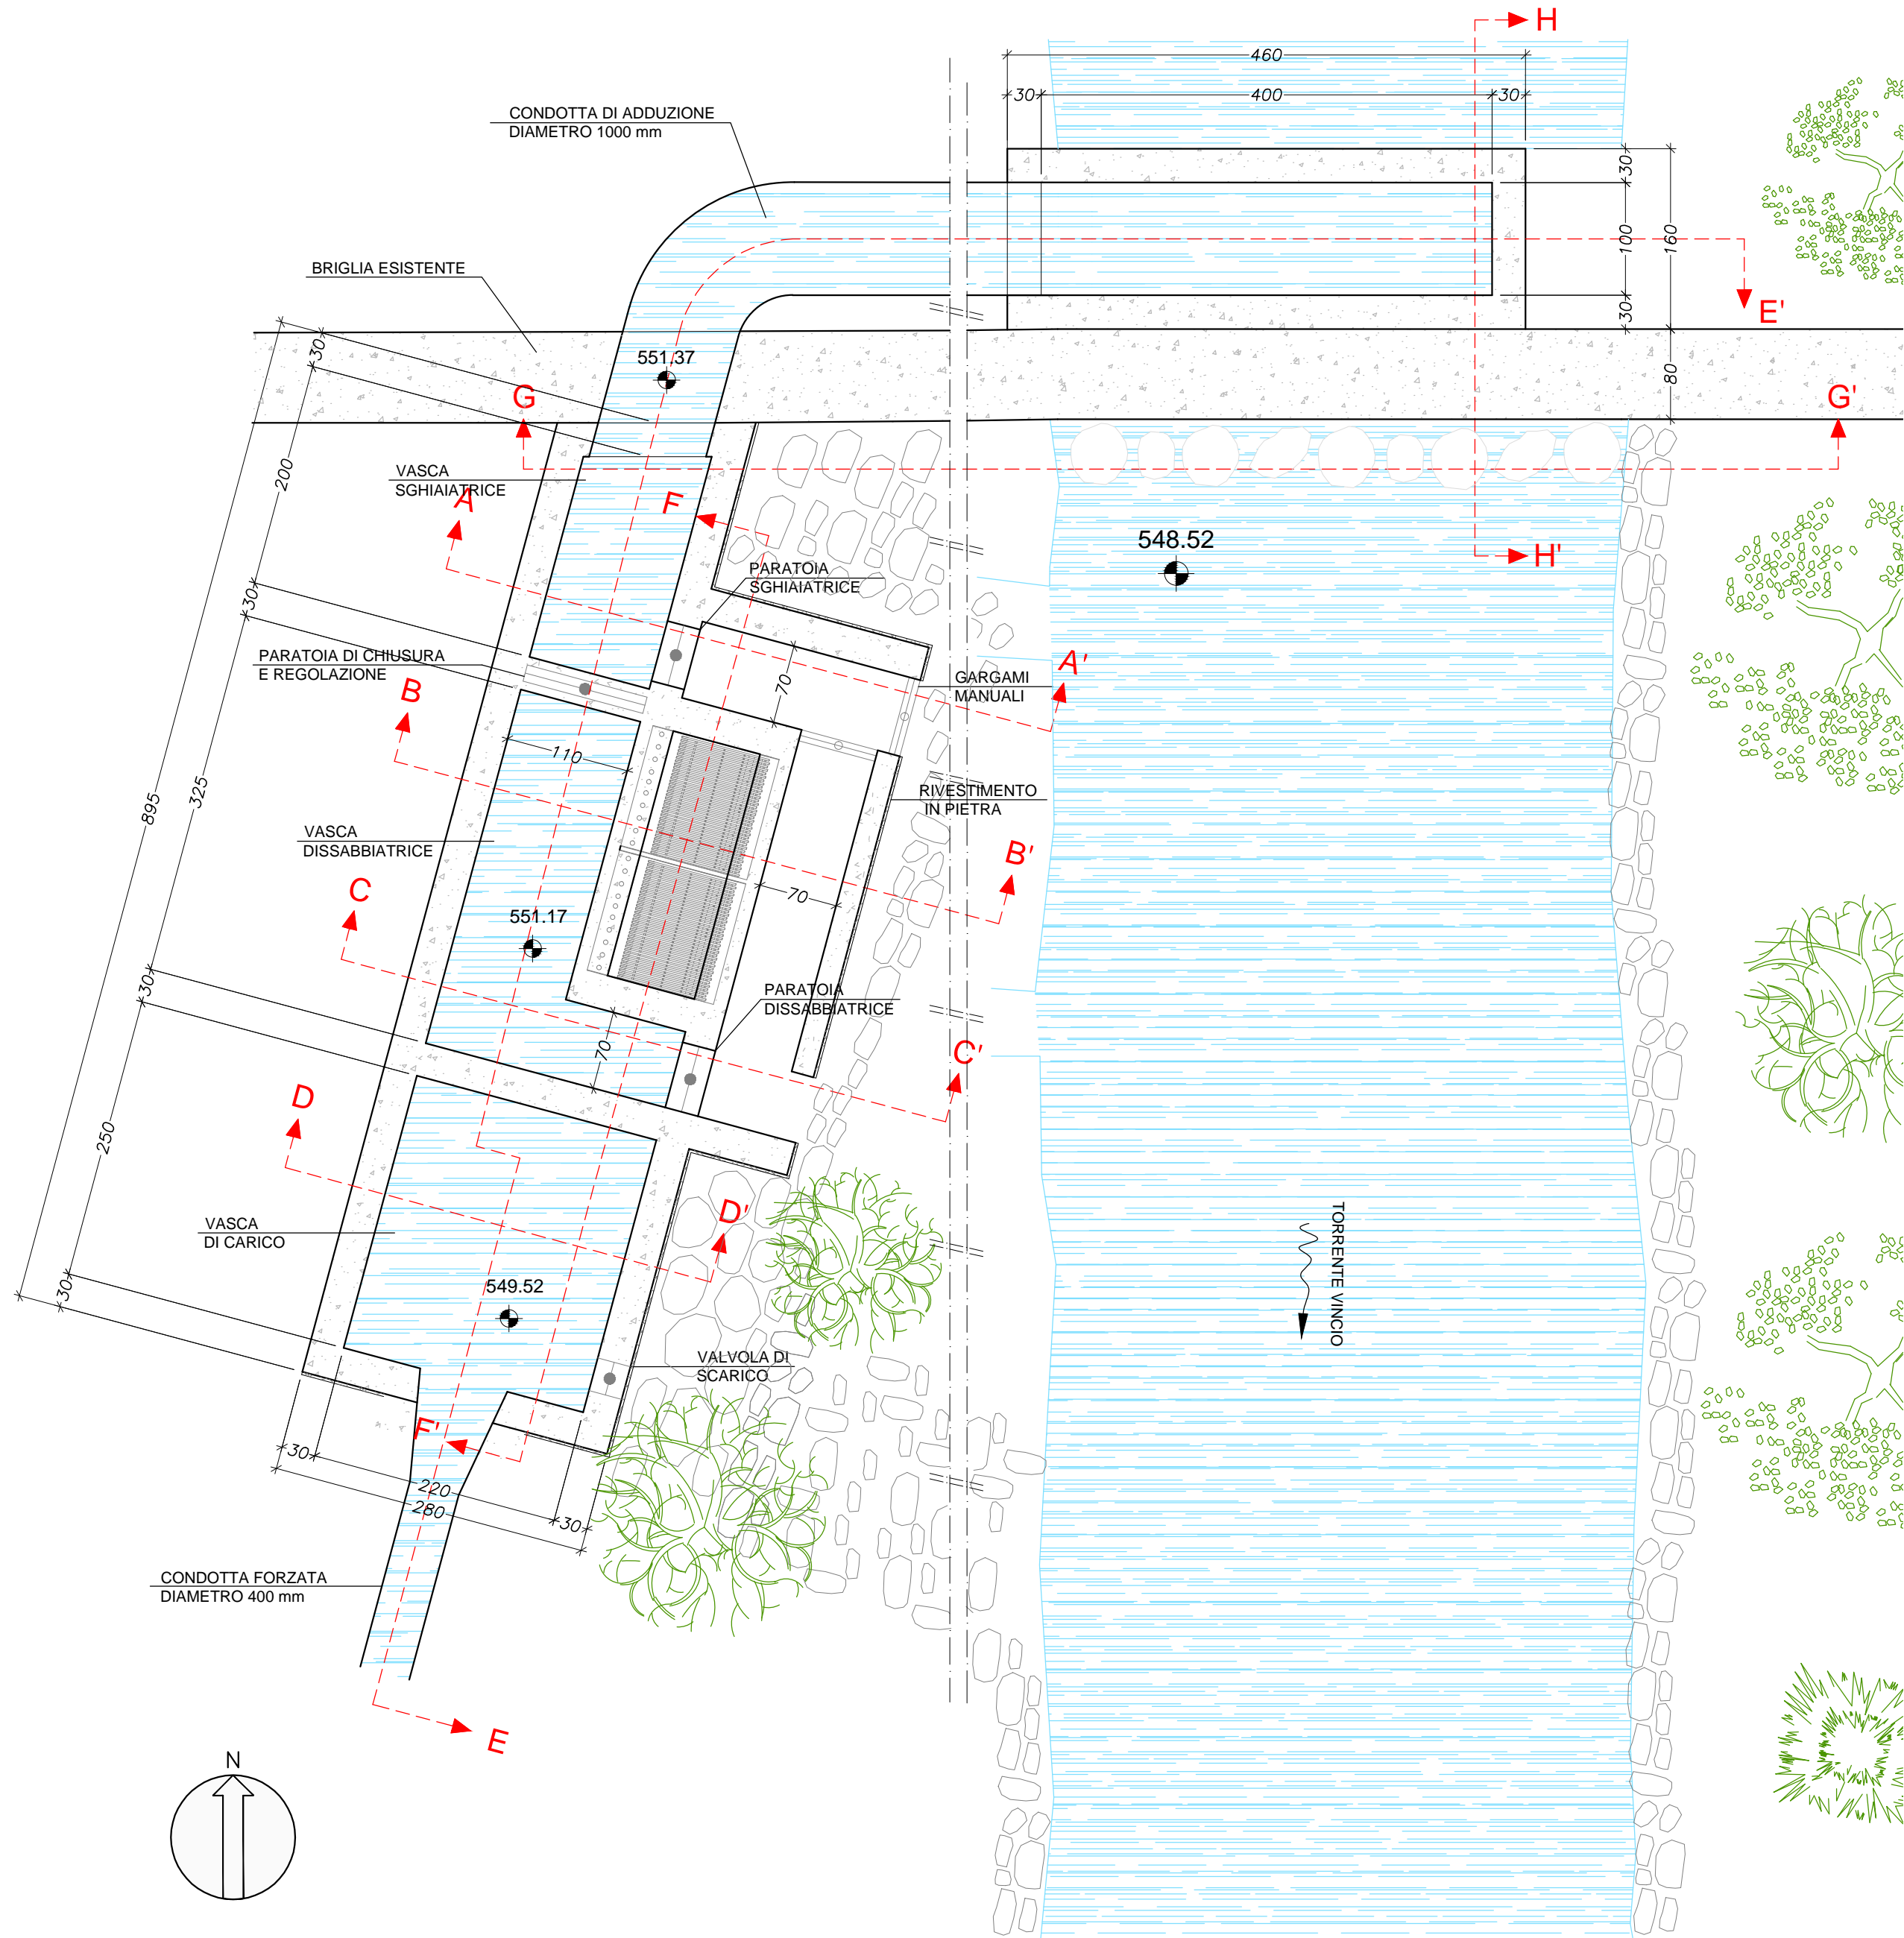 H
460
30
400
30
CONDOTTA DI ADDUZIONE
DIAMETRO 1000 mm
30
100
160
30
BRIGLIA ESISTENTE
E'
30
551.37
80
G
G'
200
VASCA
SGHIAIATRICE
A
F
548.52
H'
PARATOIA
SGHIAIATRICE
30
PARATOIA DI CHIUSURA
E REGOLAZIONE
70
A'
GARGAMI
MANUALI
B
110
895
325
RIVESTIMENTO
IN PIETRA
VASCA
DISSABBIATRICE
B'
C
70
551.17
30
PARATOIA
DISSABBIATRICE
70
C'
D
250
D'
VASCA
DI CARICO
TORRENTE VINCIO
549.52
30
VALVOLA DI
SCARICO
F'
30
220
280
30
CONDOTTA FORZATA
DIAMETRO 400 mm
E
N